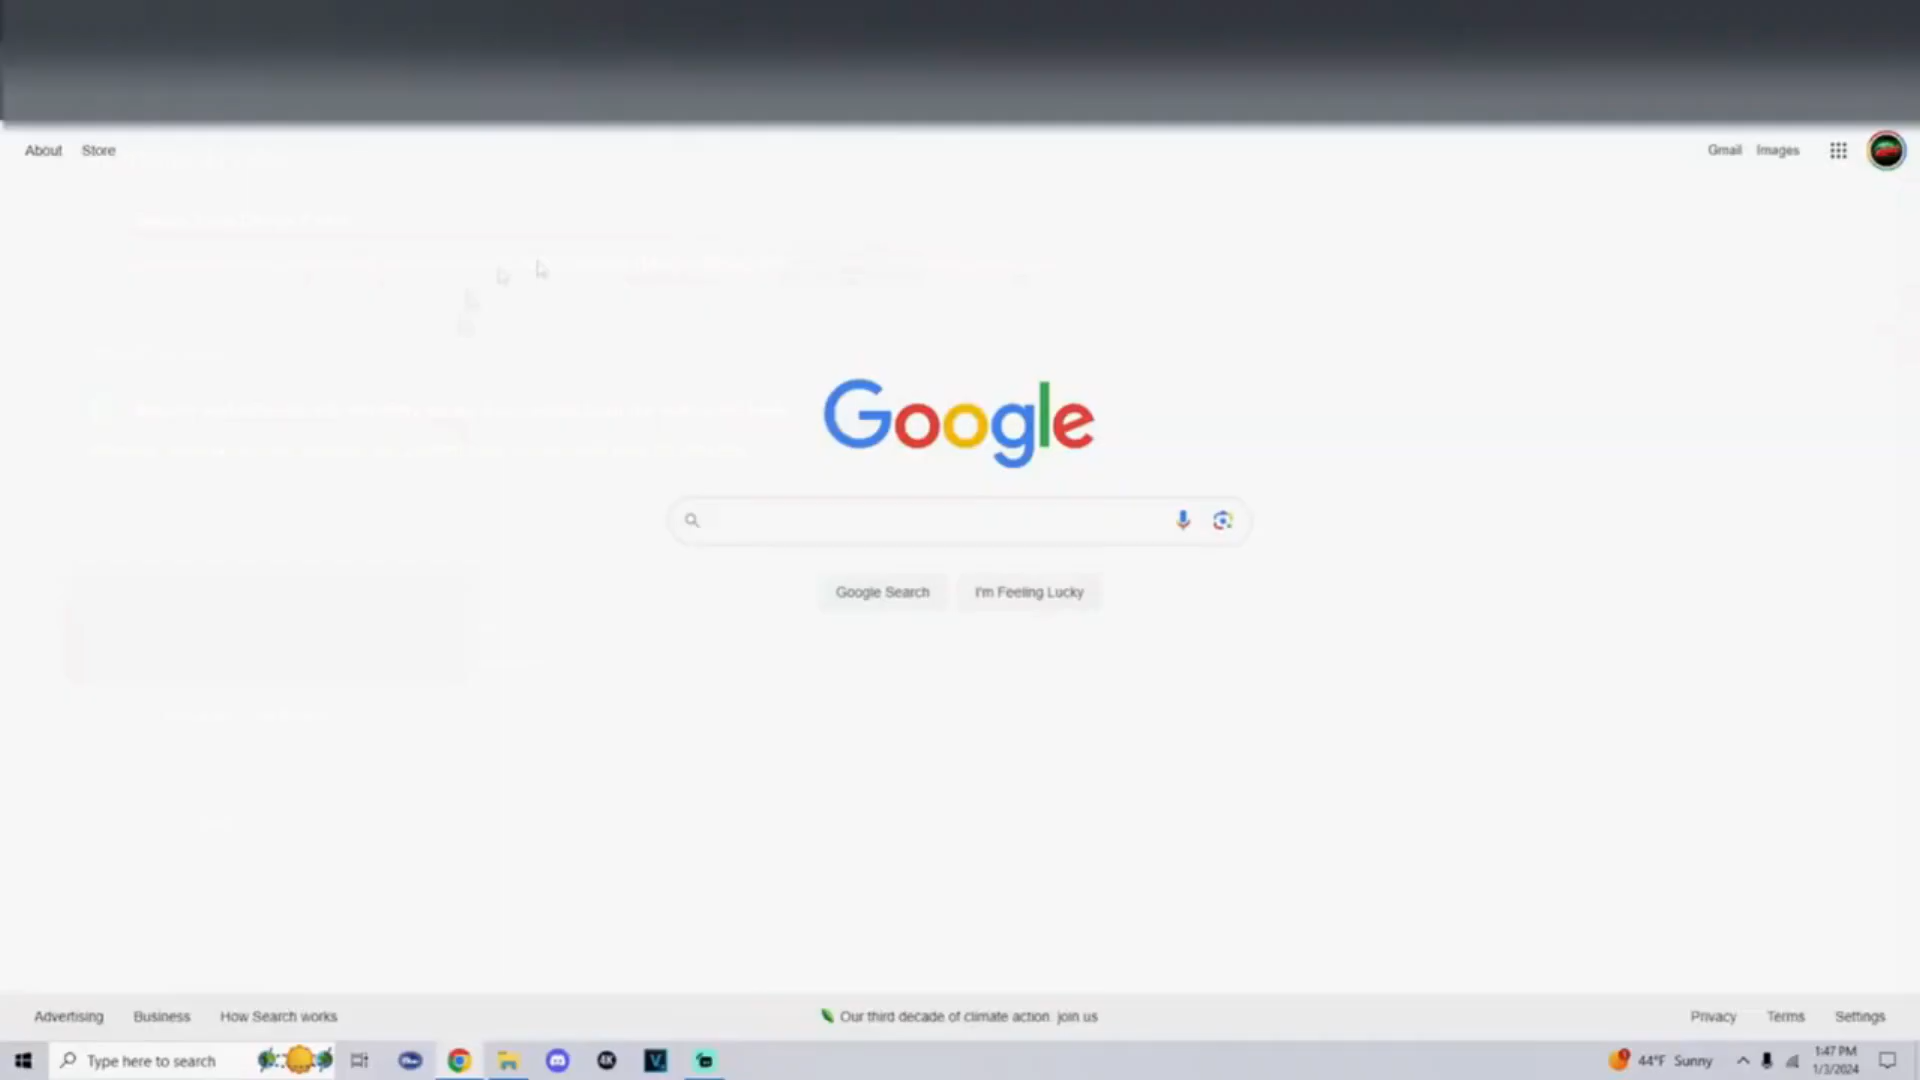 About Store Gmail Images
Google
Google Search I'm Feeling Lucky
Advertising Business How Search works Our third decade of climate action: join us Privacy Terms Settings
Type here to search 4K V 44°F Sunny 1:47 PM
1/3/2024